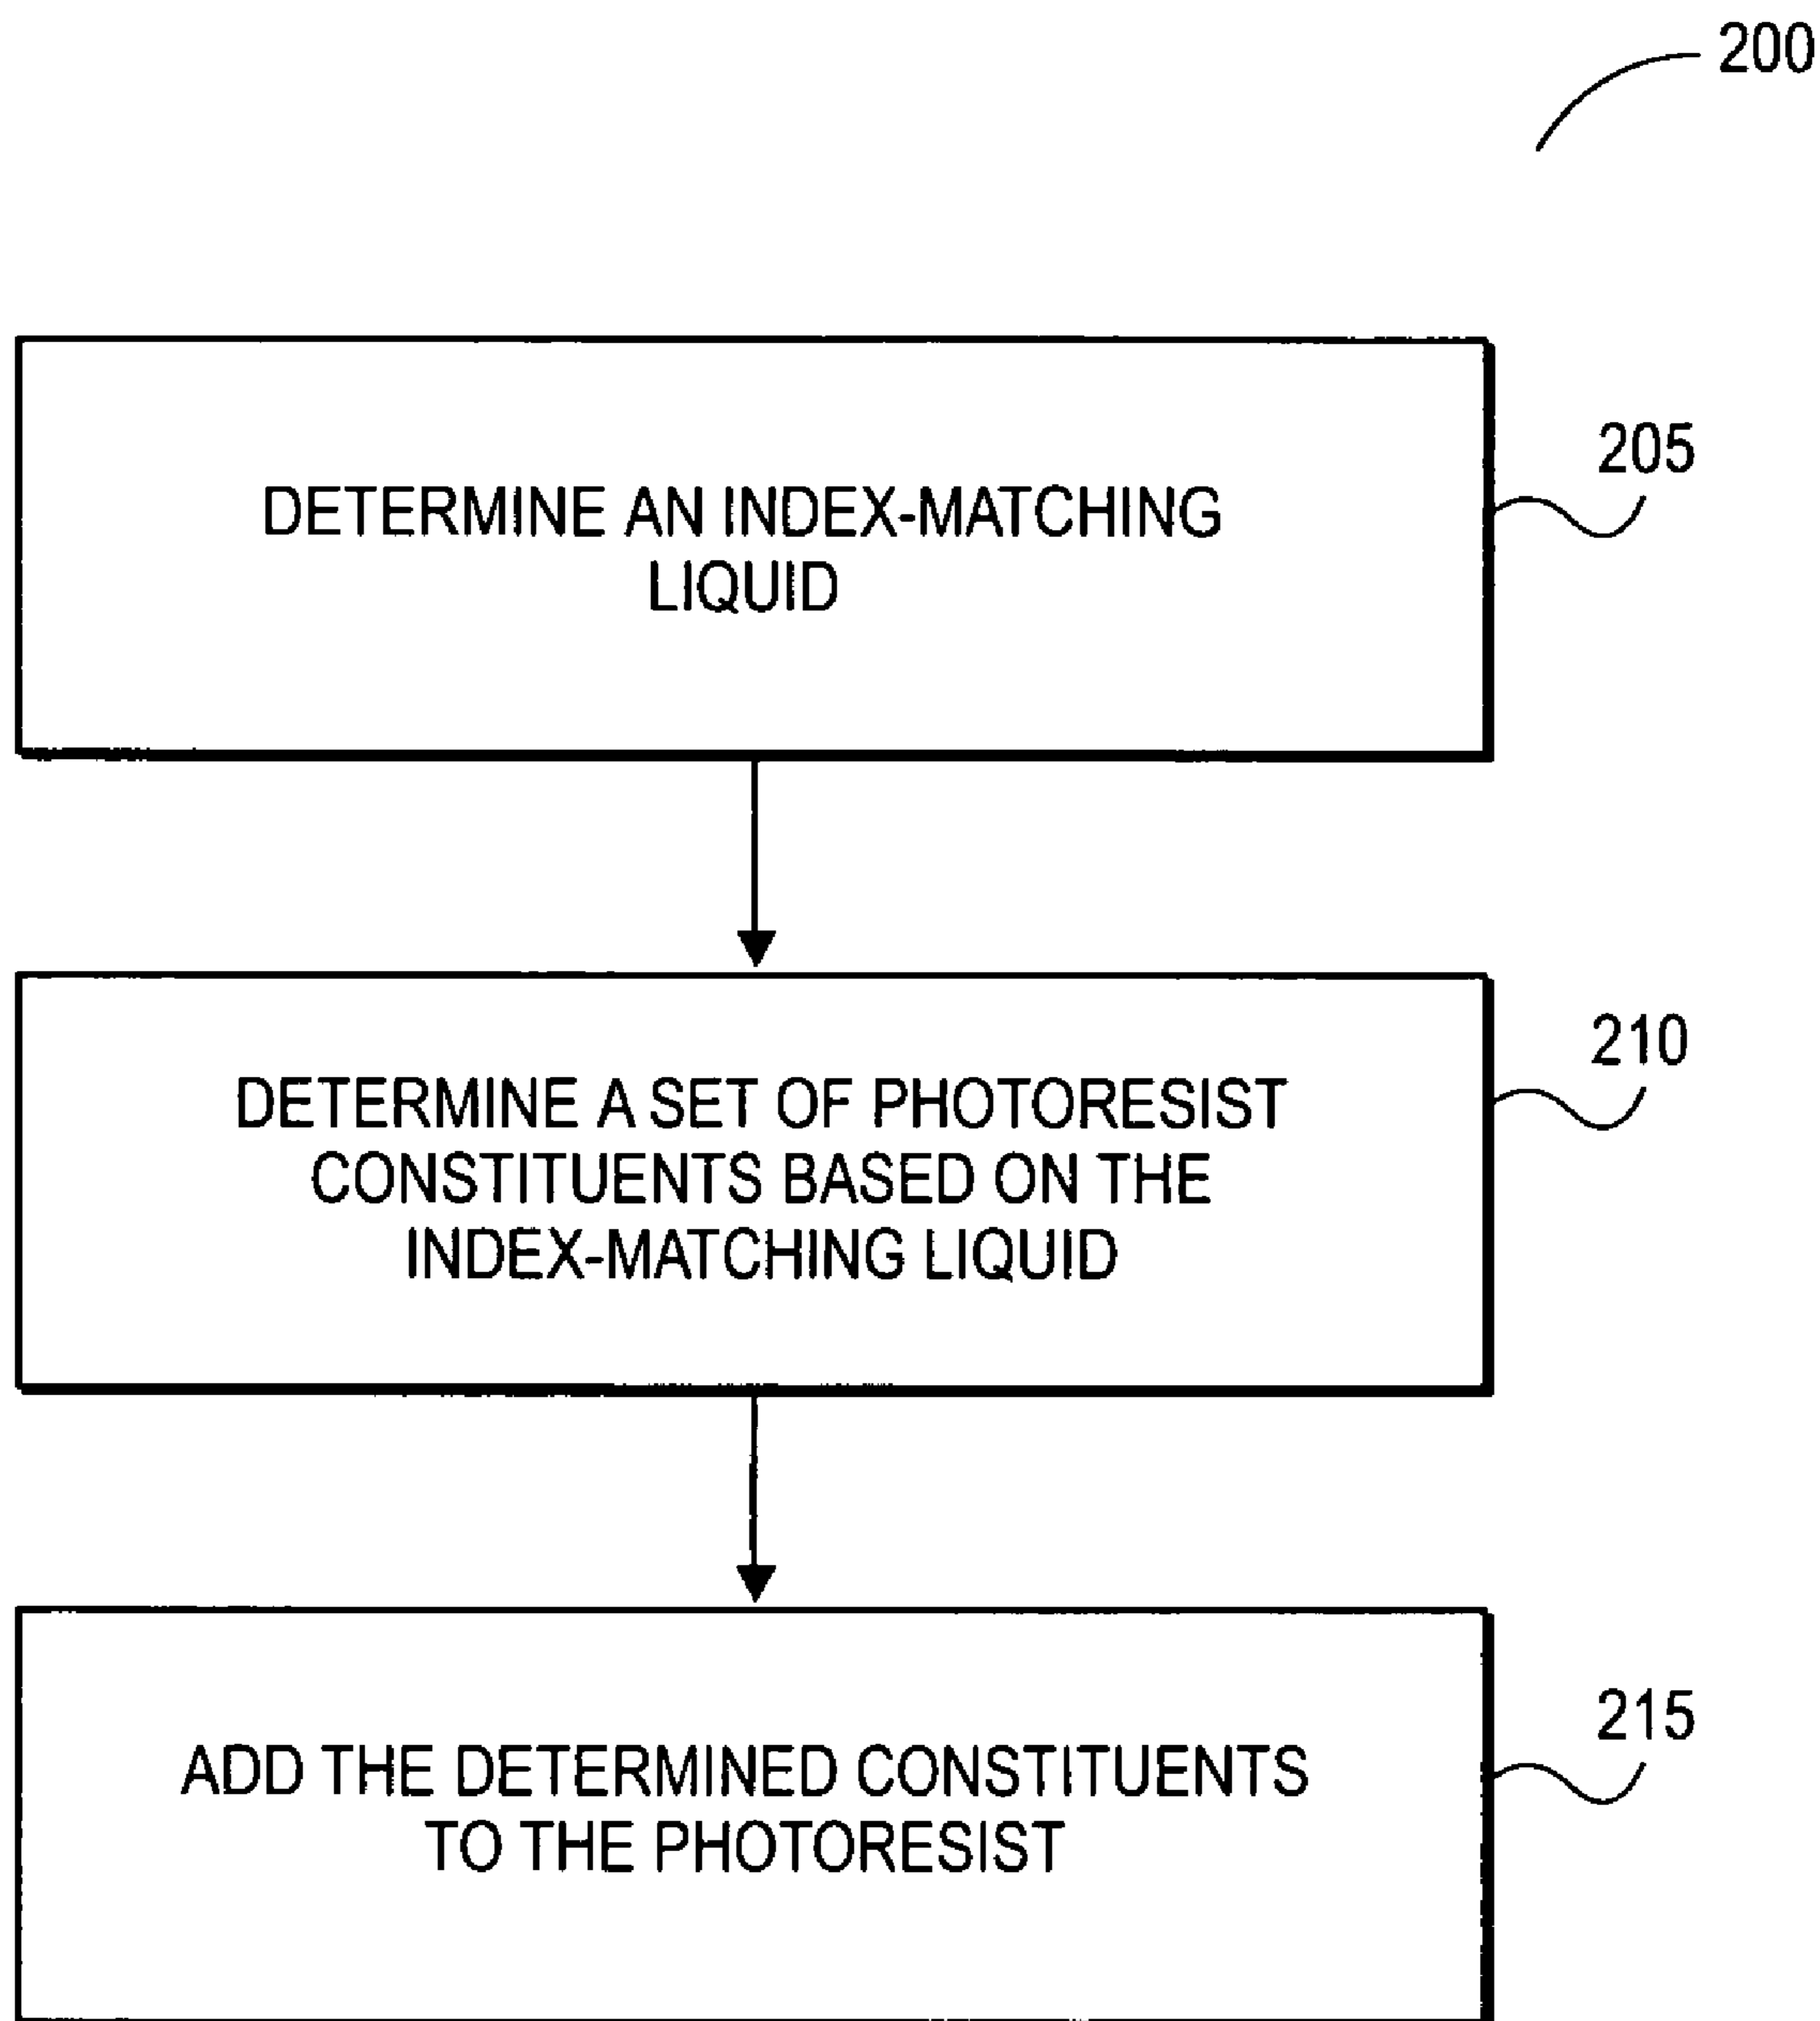 200
DETERMINE AN INDEX-MATCHING
LIQUID
205
DETERMINE A SET OF PHOTORESIST
CONSTITUENTS BASED ON THE
INDEX-MATCHING LIQUID
210
ADD THE DETERMINED CONSTITUENTS
TO THE PHOTORESIST
215